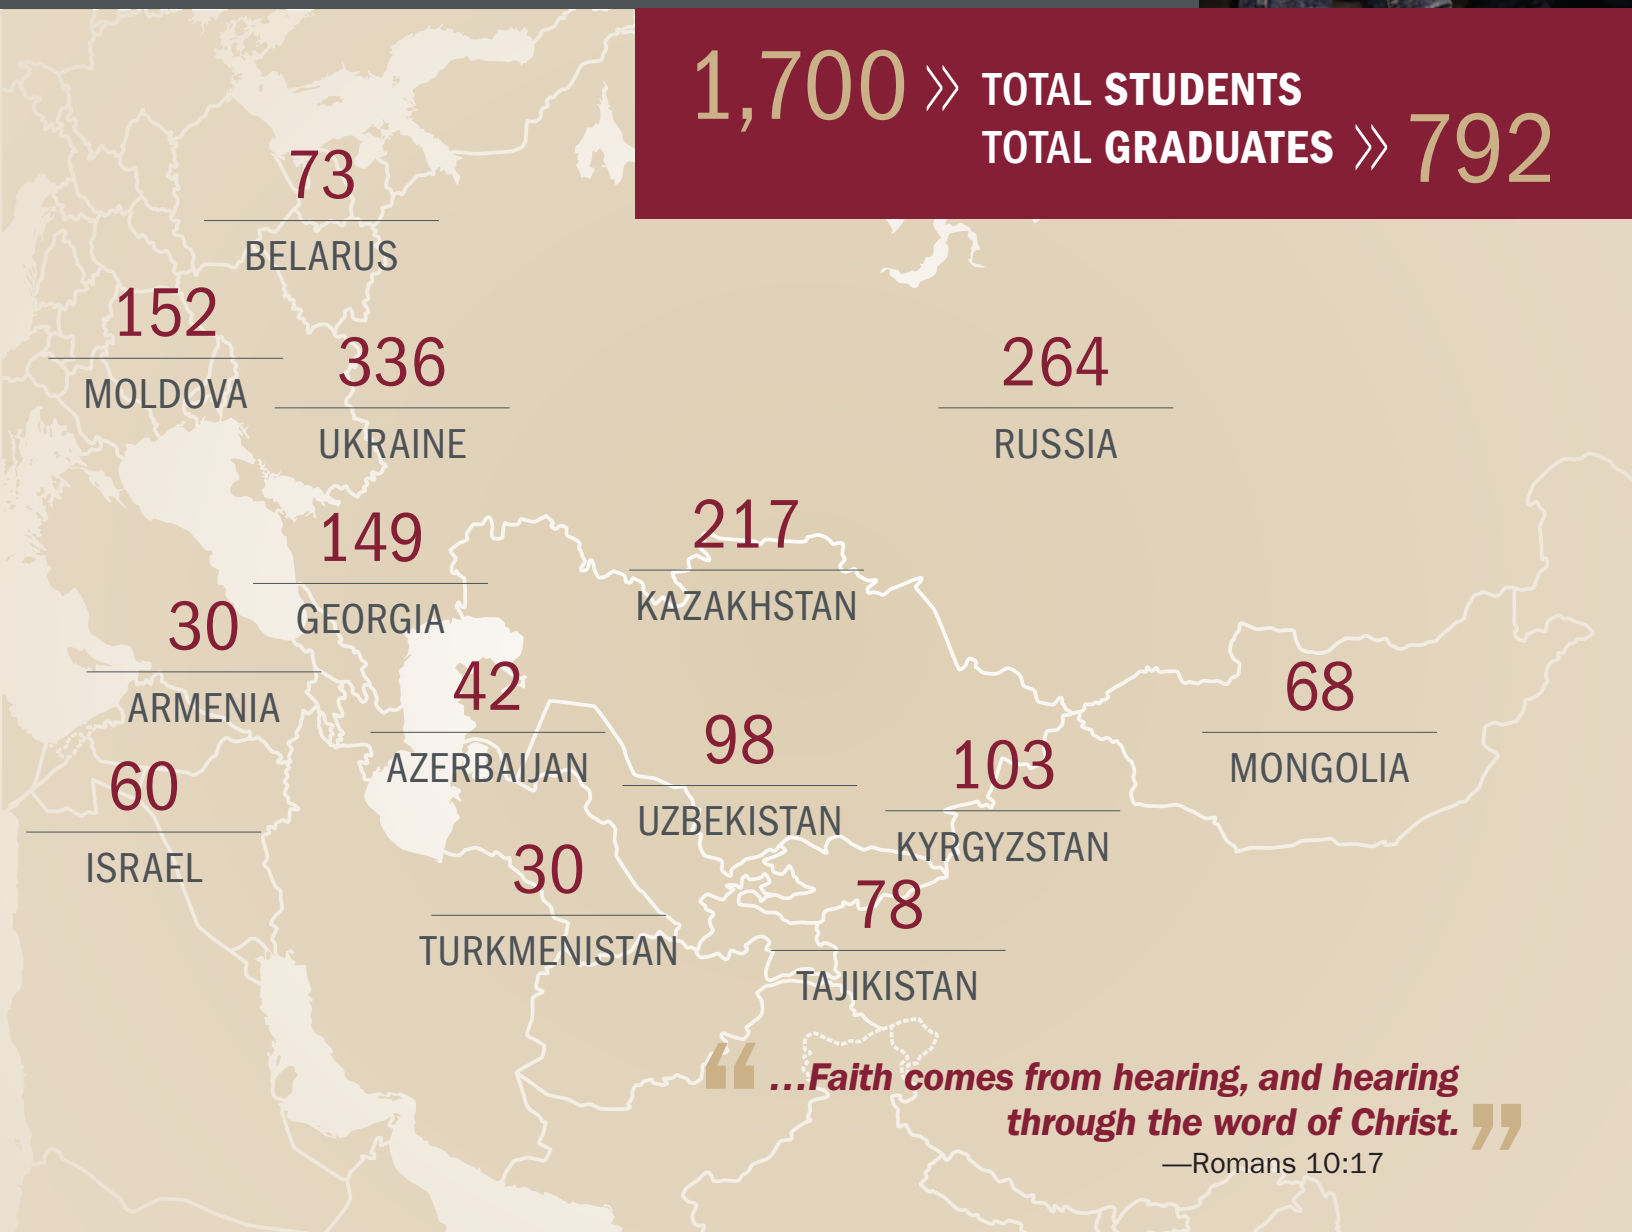 1,700 » TOTAL STUDENTS
TOTAL GRADUATES » 792
73
BELARUS
152
MOLDOVA
336
UKRAINE
264
RUSSIA
149
GEORGIA
217
KAZAKHSTAN
30
ARMENIA
42
AZERBAIJAN
68
MONGOLIA
98
UZBEKISTAN
103
KYRGYZSTAN
60
ISRAEL
30
TURKMENISTAN
78
TAJIKISTAN
“…Faith comes from hearing, and hearing
through the word of Christ.”
—Romans 10:17